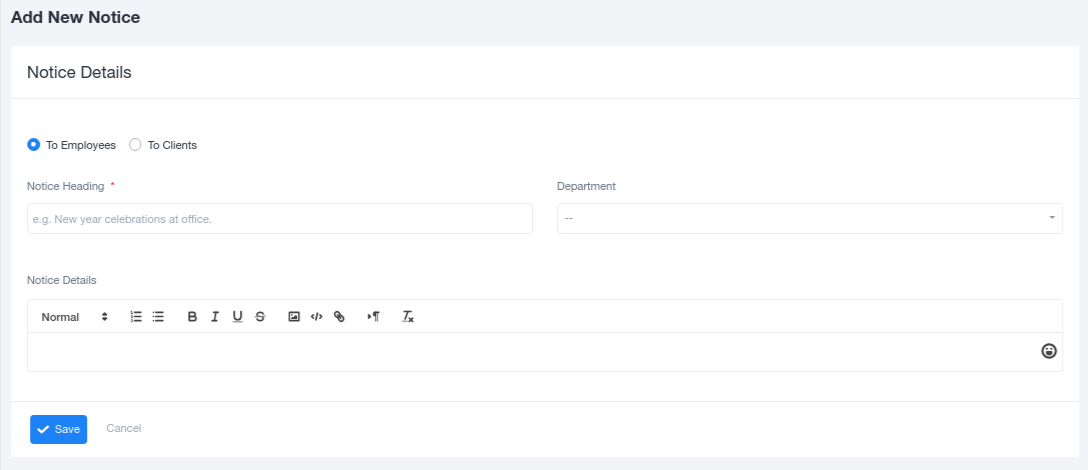 Add New Notice
Notice Details
To Employees To Clients
Notice Heading * Department
e.g. New year celebrations at office. --
Notice Details
Normal
Save Cancel